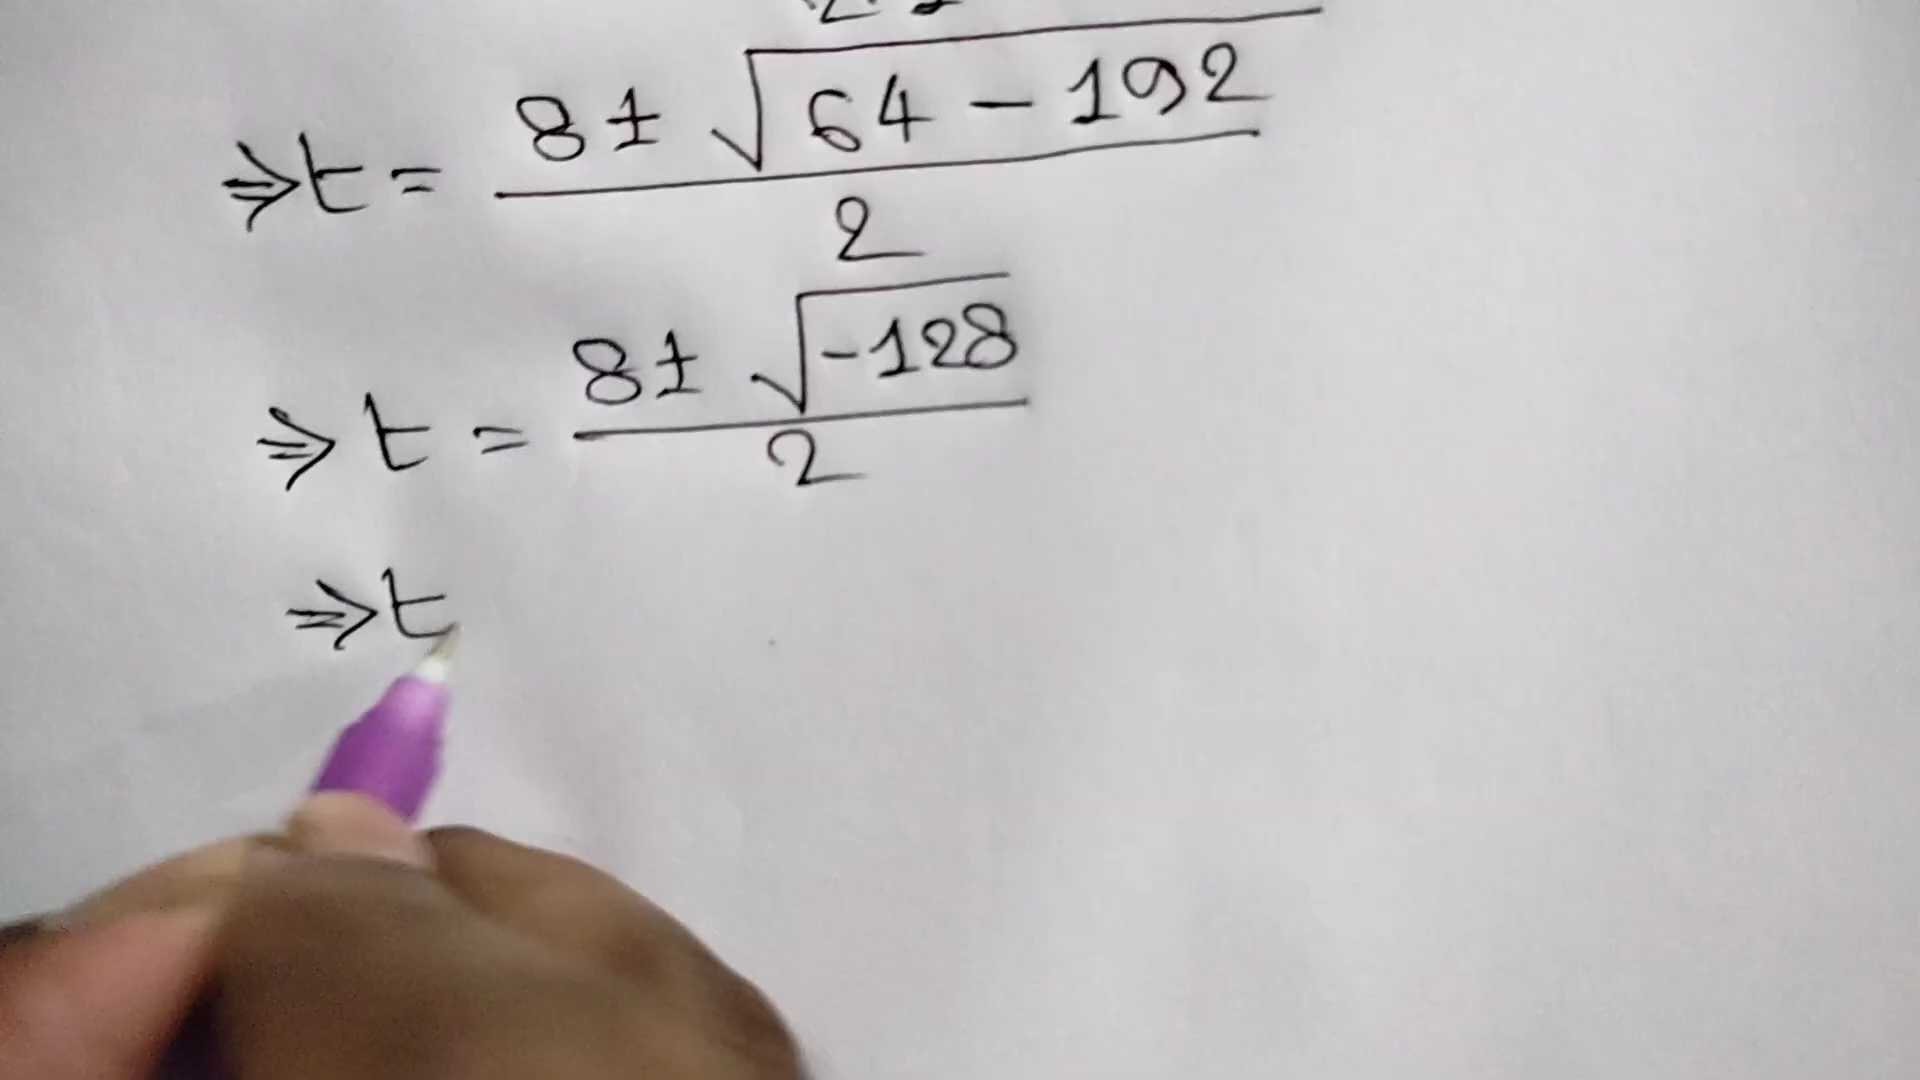 ⇒ t = (8 ± √(64 - 192)) / 2
⇒ t = (8 ± √(-128)) / 2
⇒ t